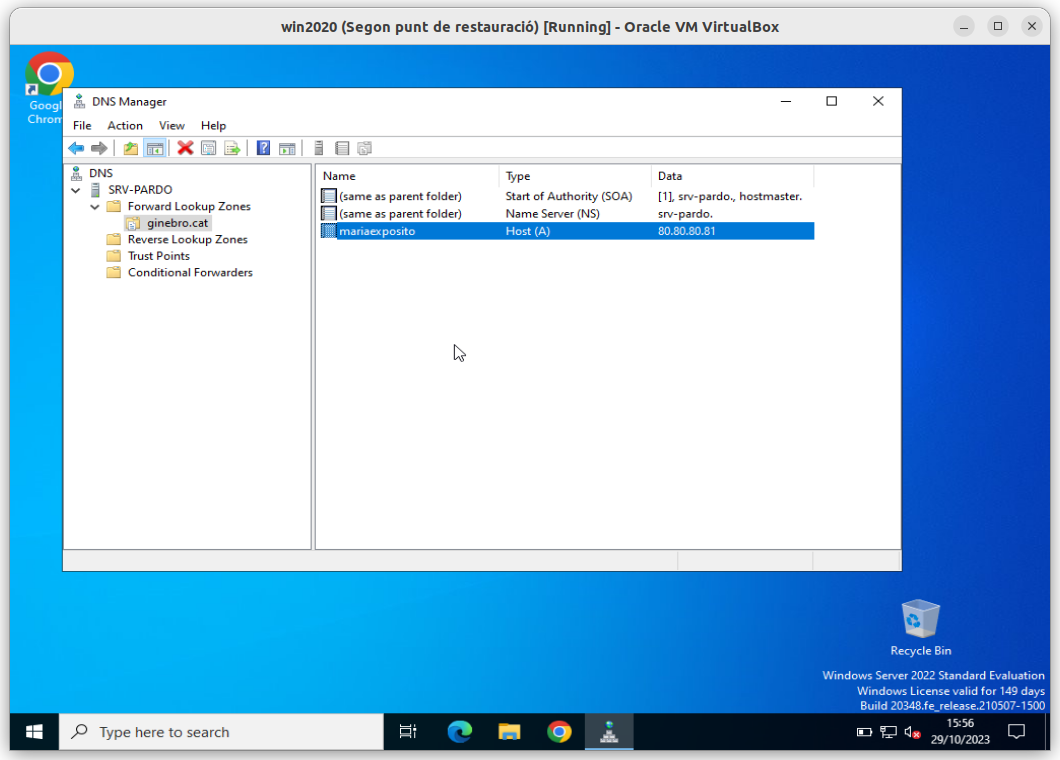 win2020 (Segon punt de restauració) [Running] - Oracle VM VirtualBox
Googl
Chrom
DNS Manager
File Action View Help
DNS
SRV-PARDO
Forward Lookup Zones
ginebro.cat
Reverse Lookup Zones
Trust Points
Conditional Forwarders
Name Type Data
(same as parent folder) Start of Authority (SOA) [1], srv-pardo., hostmaster.
(same as parent folder) Name Server (NS) srv-pardo.
mariaexposito Host (A) 80.80.80.81
Recycle Bin
Windows Server 2022 Standard Evaluation
Windows License valid for 149 days
Build 20348.fe_release.210507-1500
Type here to search
15:56
29/10/2023